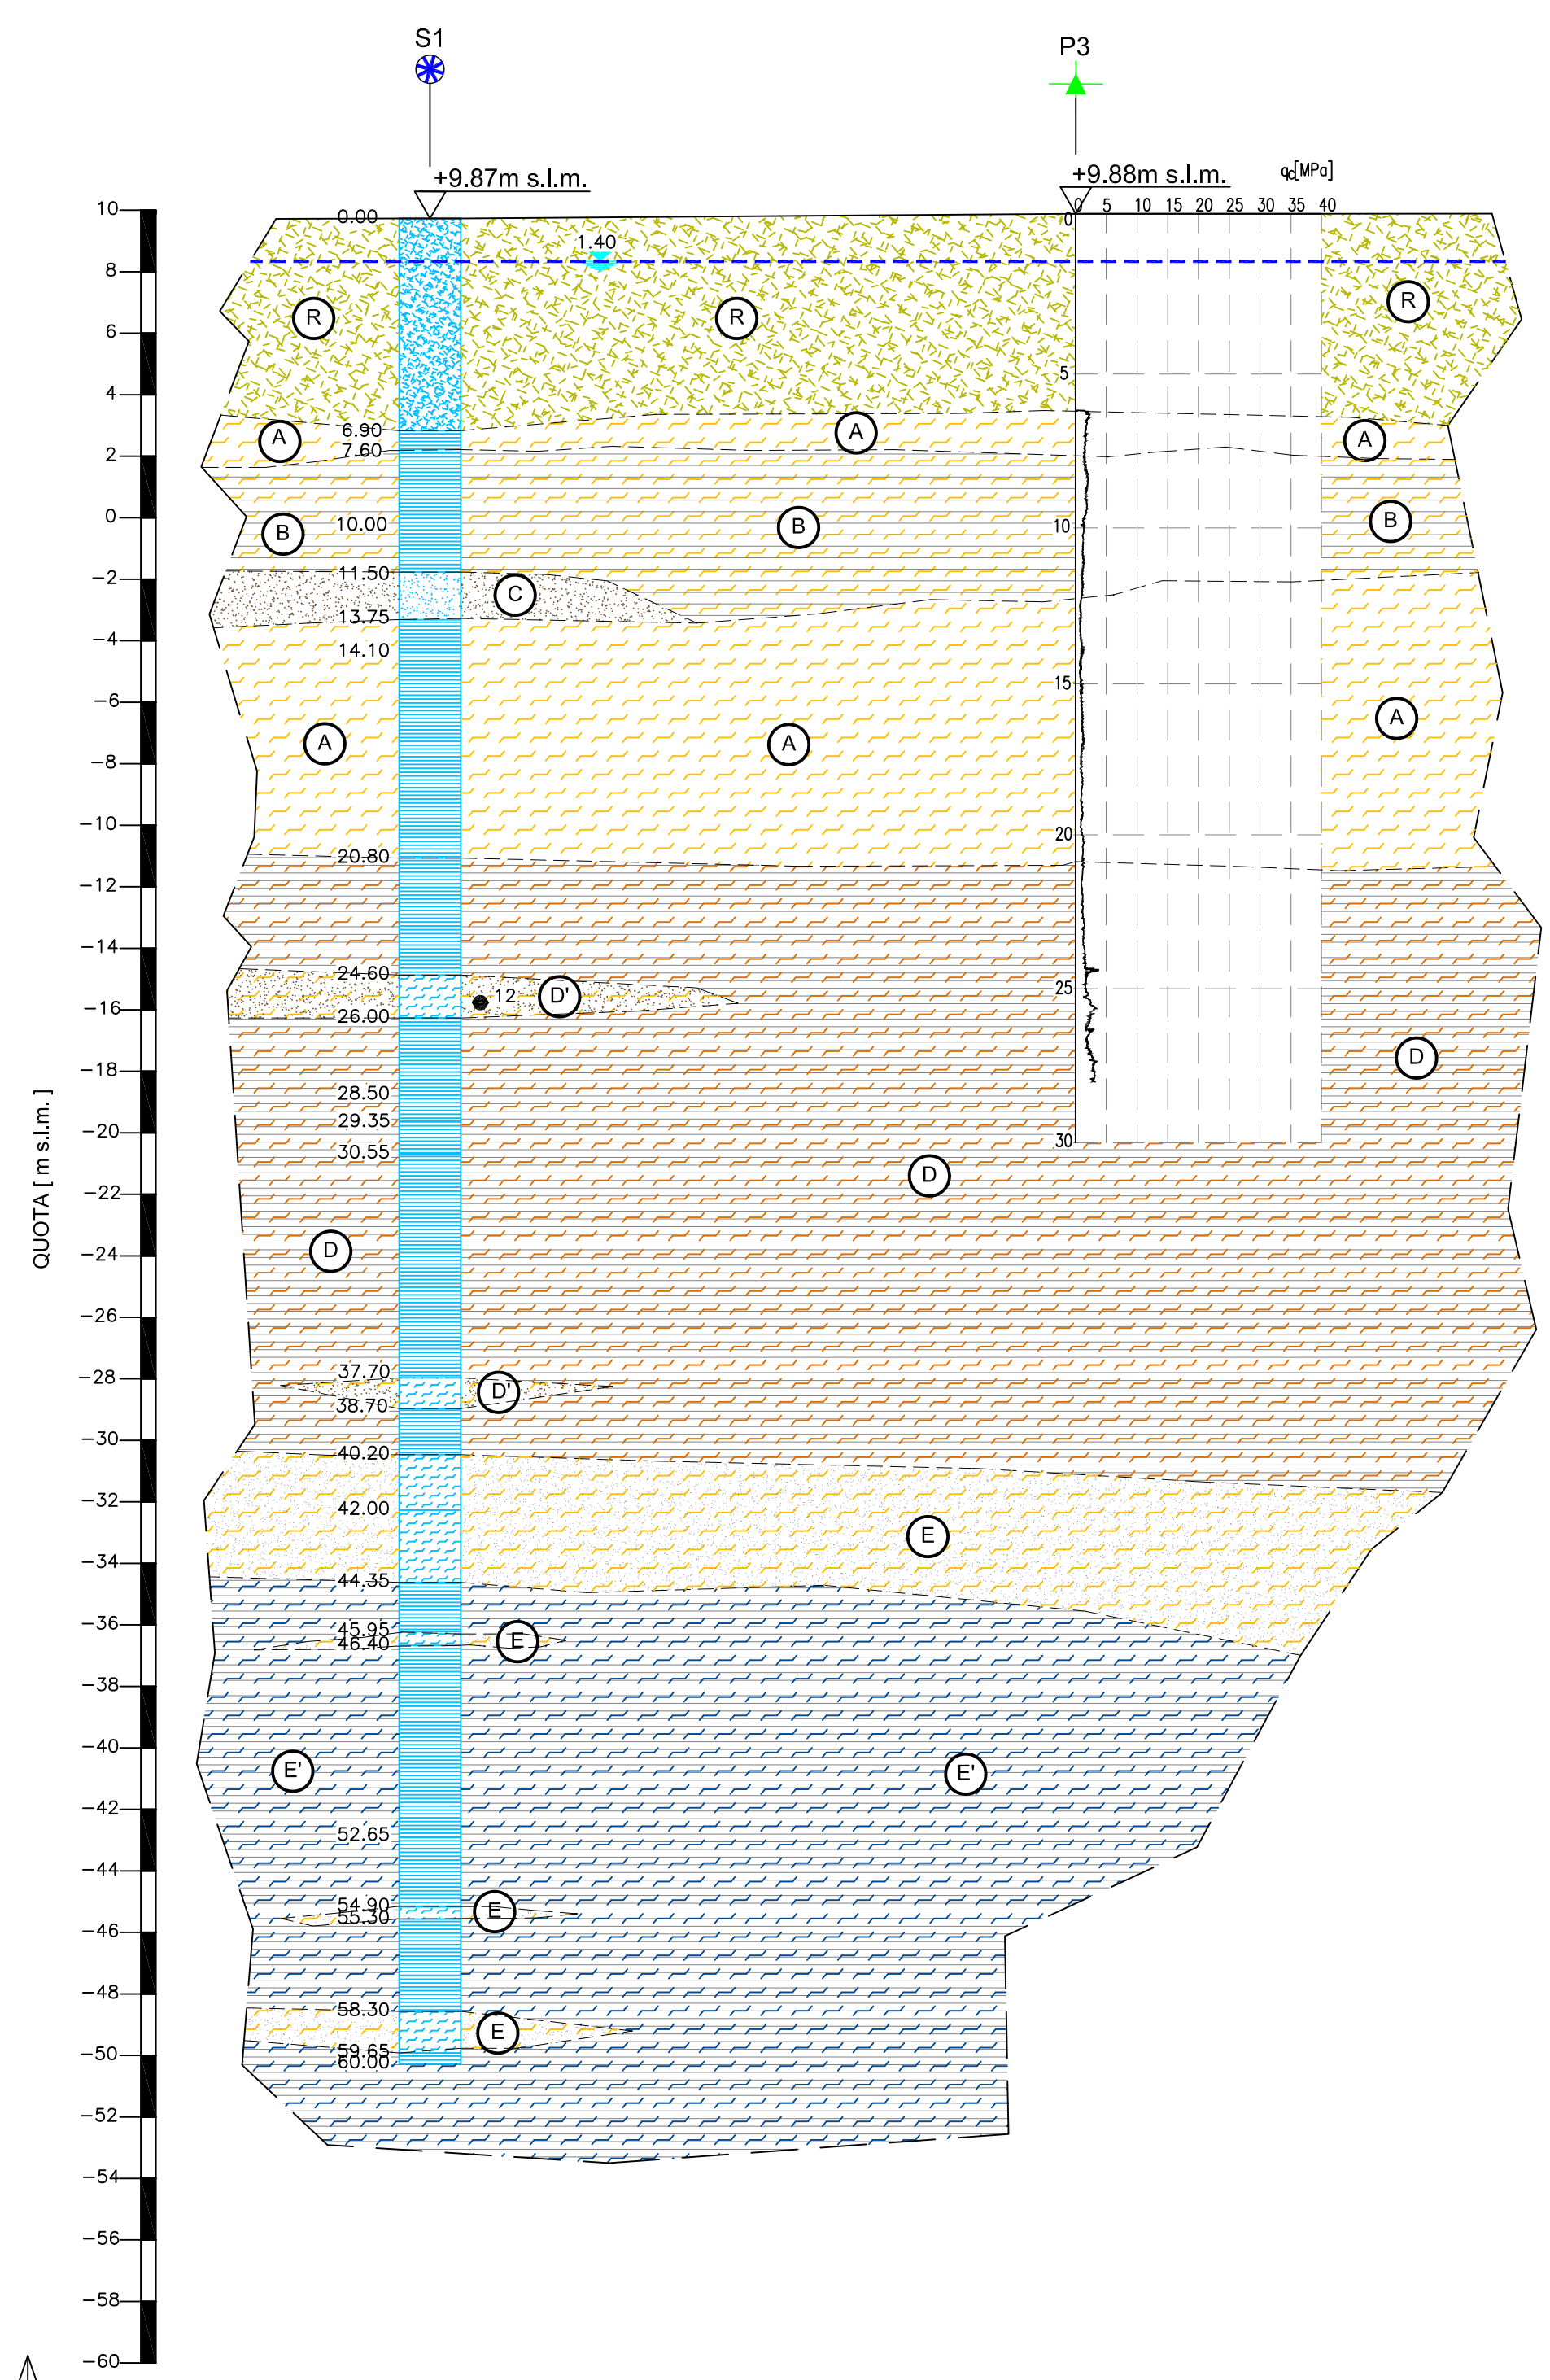 S1
P3
+9.87m s.l.m.
+9.88m s.l.m.
qc[MPa]
0 5 10 15 20 25 30 35 40
10
8
6
4
2
0
−2
−4
−6
−8
−10
−12
−14
−16
−18
−20
−22
−24
−26
−28
−30
−32
−34
−36
−38
−40
−42
−44
−46
−48
−50
−52
−54
−56
−58
−60
QUOTA [ m s.l.m. ]
0.00
1.40
R
R
R
6.90
A
A
A
7.60
B
10.00
B
B
11.50
C
13.75
14.10
A
A
A
20.80
24.60
12
D'
26.00
D
28.50
29.35
30.55
D
D
37.70
D'
38.70
40.20
42.00
E
44.35
45.95
E
46.40
E'
E'
52.65
54.90
E
55.30
58.30
E
59.65
60.00
0
5
10
15
20
25
30